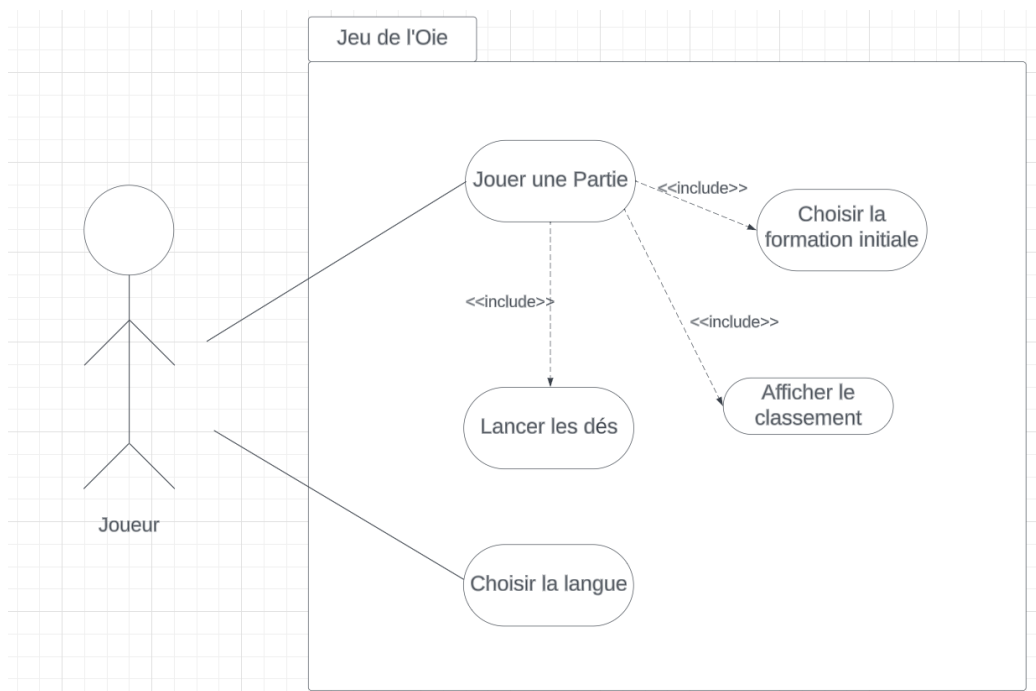 Jeu de l'Oie
Jouer une Partie
<<include>>
Choisir la
formation initiale
<<include>>
<<include>>
Afficher le
classement
Lancer les dés
Joueur
Choisir la langue